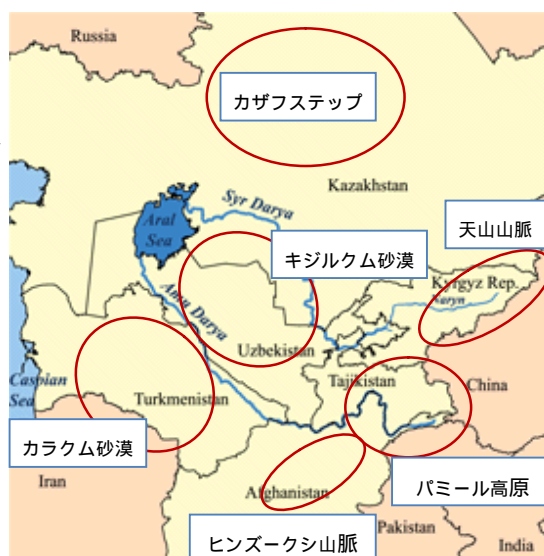 Russia
カザフステップ
Kazakhstan
Syr Darya
Aral
Sea
天山山脈
キジルクム砂漠
Kyrgyz Rep.
Naryn
Amu Darya
Uzbekistan
Tajikistan
China
Caspian
Sea
Turkmenistan
カラクム砂漠
Iran
Afghanistan
パミール高原
Pakistan
ヒンズークシ山脈
India